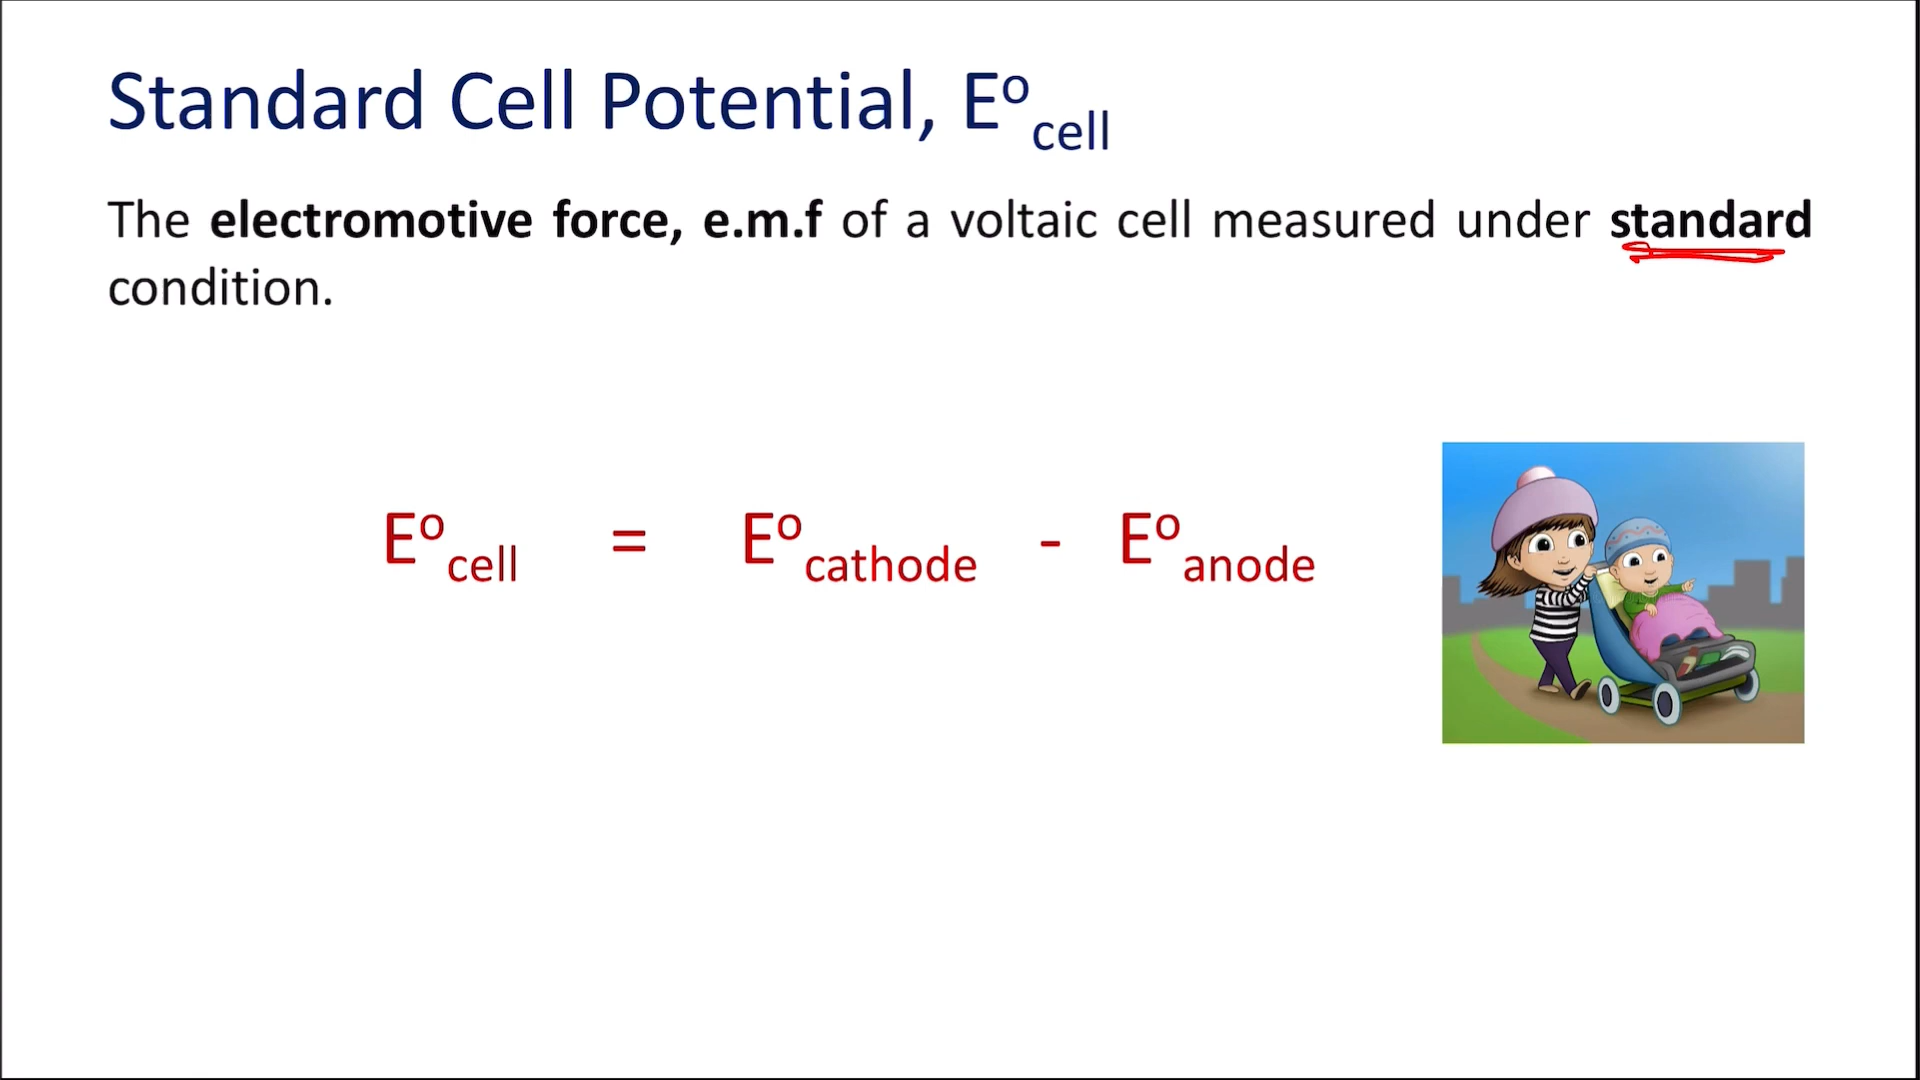 Standard Cell Potential, E°cell
The electromotive force, e.m.f of a voltaic cell measured under standard
condition.
E°cell = E°cathode - E°anode